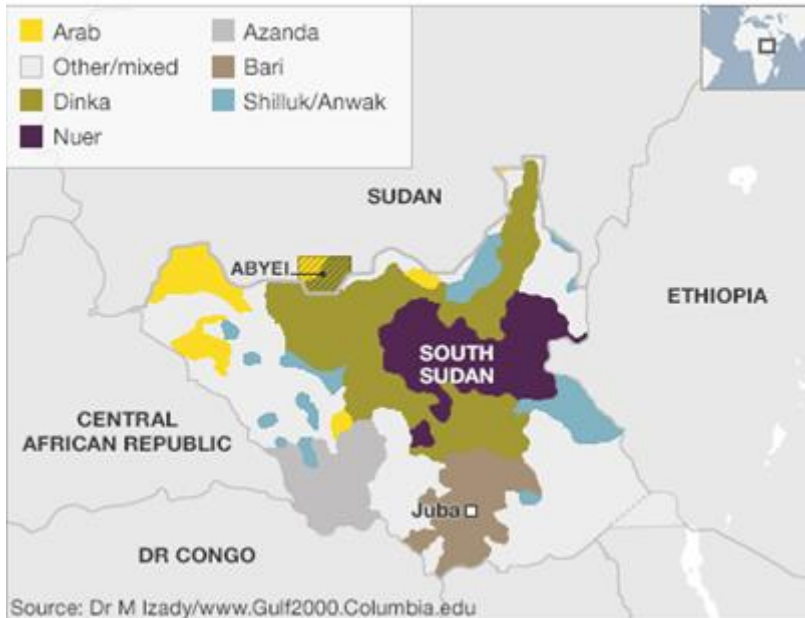 Arab
Other/mixed
Dinka
Nuer
Azanda
Bari
Shilluk/Anwak
SUDAN
ABYEI
ETHIOPIA
SOUTH
SUDAN
CENTRAL
AFRICAN REPUBLIC
Juba
DR CONGO
Source: Dr M Izady/www.Gulf2000.Columbia.edu